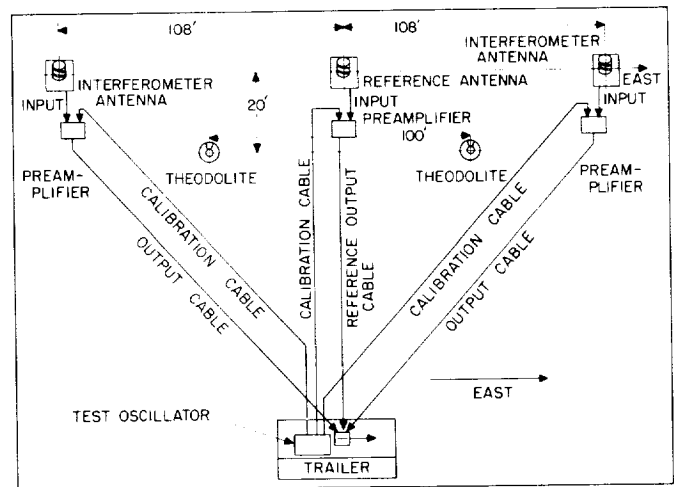 108'
108'
INTERFEROMETER
ANTENNA
INTERFEROMETER
ANTENNA
REFERENCE ANTENNA
EAST
INPUT
INPUT
INPUT
20'
PREAMPLIFIER
100'
PREAM-
PLIFIER
THEODOLITE
THEODOLITE
PREAM-
PLIFIER
CALIBRATION CABLE
OUTPUT CABLE
CALIBRATION CABLE
REFERENCE OUTPUT
CABLE
CALIBRATION CABLE
OUTPUT CABLE
EAST
TEST OSCILLATOR
TRAILER